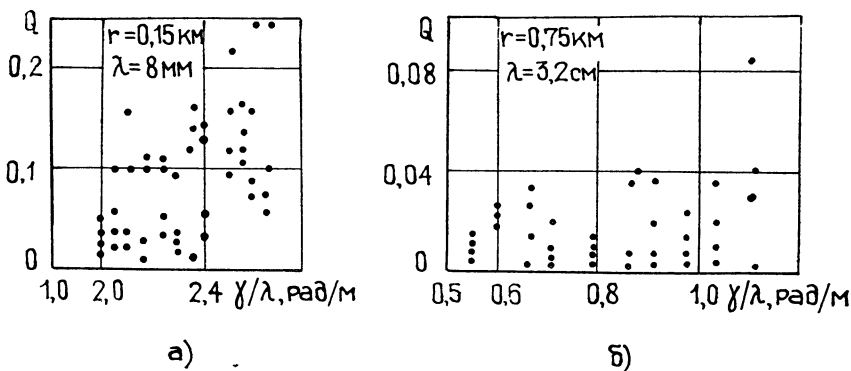 Q
r=0,15км
λ=8мм
0,2
0,1
0
1,0 2,0 2,4 γ/λ, рад/м
а)
Q
r=0,75км
λ=3,2см
0,08
0,04
0
0,5 0,6 0,8 1,0 γ/λ, рад/м
б)